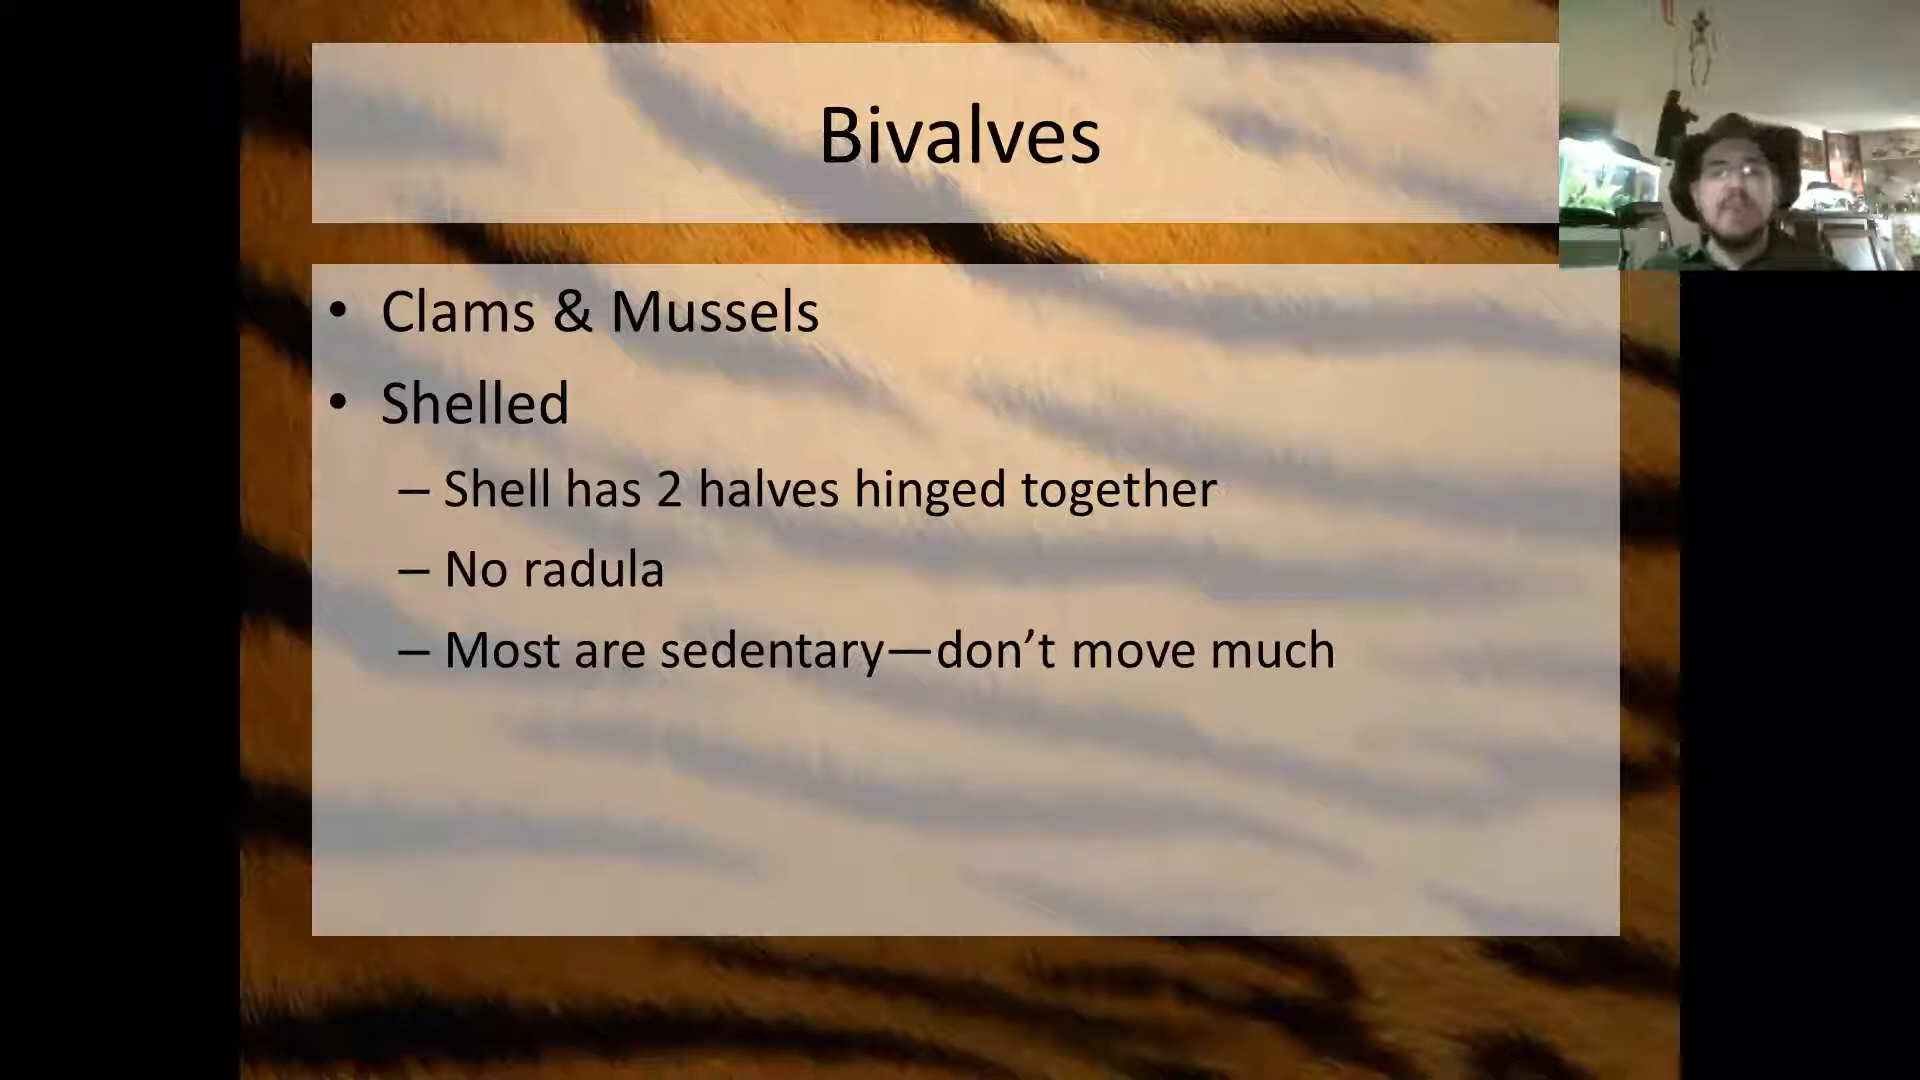 Bivalves
• Clams & Mussels
• Shelled
– Shell has 2 halves hinged together
– No radula
– Most are sedentary—don’t move much